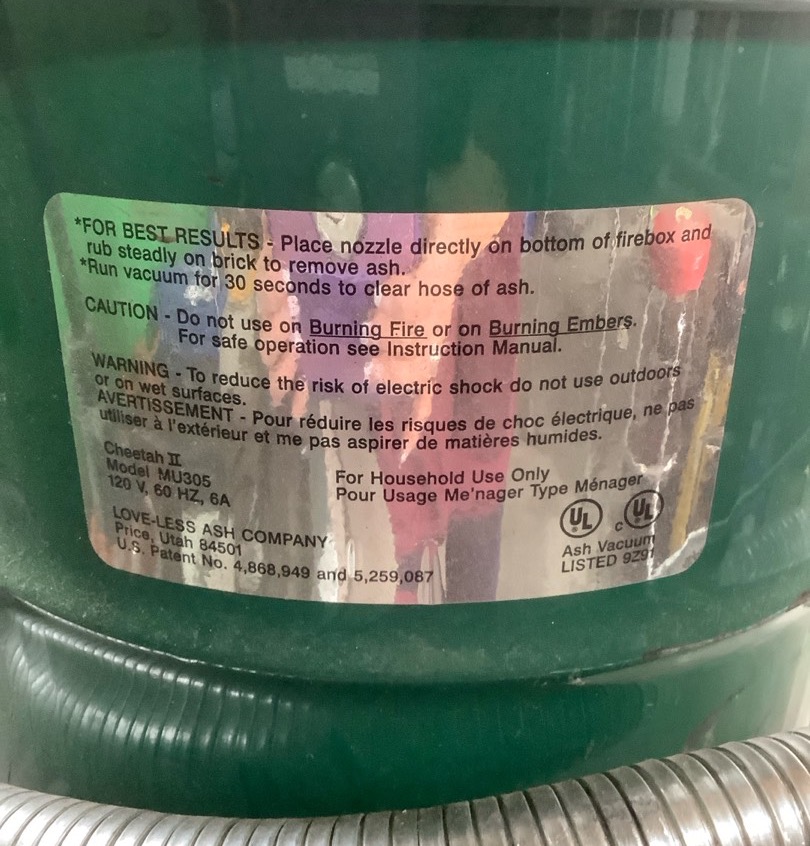 *FOR BEST RESULTS - Place nozzle directly on bottom of firebox and
rub steadily on brick to remove ash.
*Run vacuum for 30 seconds to clear hose of ash.
CAUTION - Do not use on Burning Fire or on Burning Embers.
For safe operation see Instruction Manual.
WARNING - To reduce the risk of electric shock do not use outdoors
or on wet surfaces.
AVERTISSEMENT - Pour réduire les risques de choc électrique, ne pas
utiliser à l'extérieur et me pas aspirer de matières humides.
Cheetah II
Model MU305
120 V, 60 HZ, 6A
For Household Use Only
Pour Usage Me'nager Type Ménager
LOVE-LESS ASH COMPANY
Price, Utah 84501
U.S. Patent No. 4,868,949 and 5,259,087
UL ® c UL ®
Ash Vacuum
LISTED 9Z91